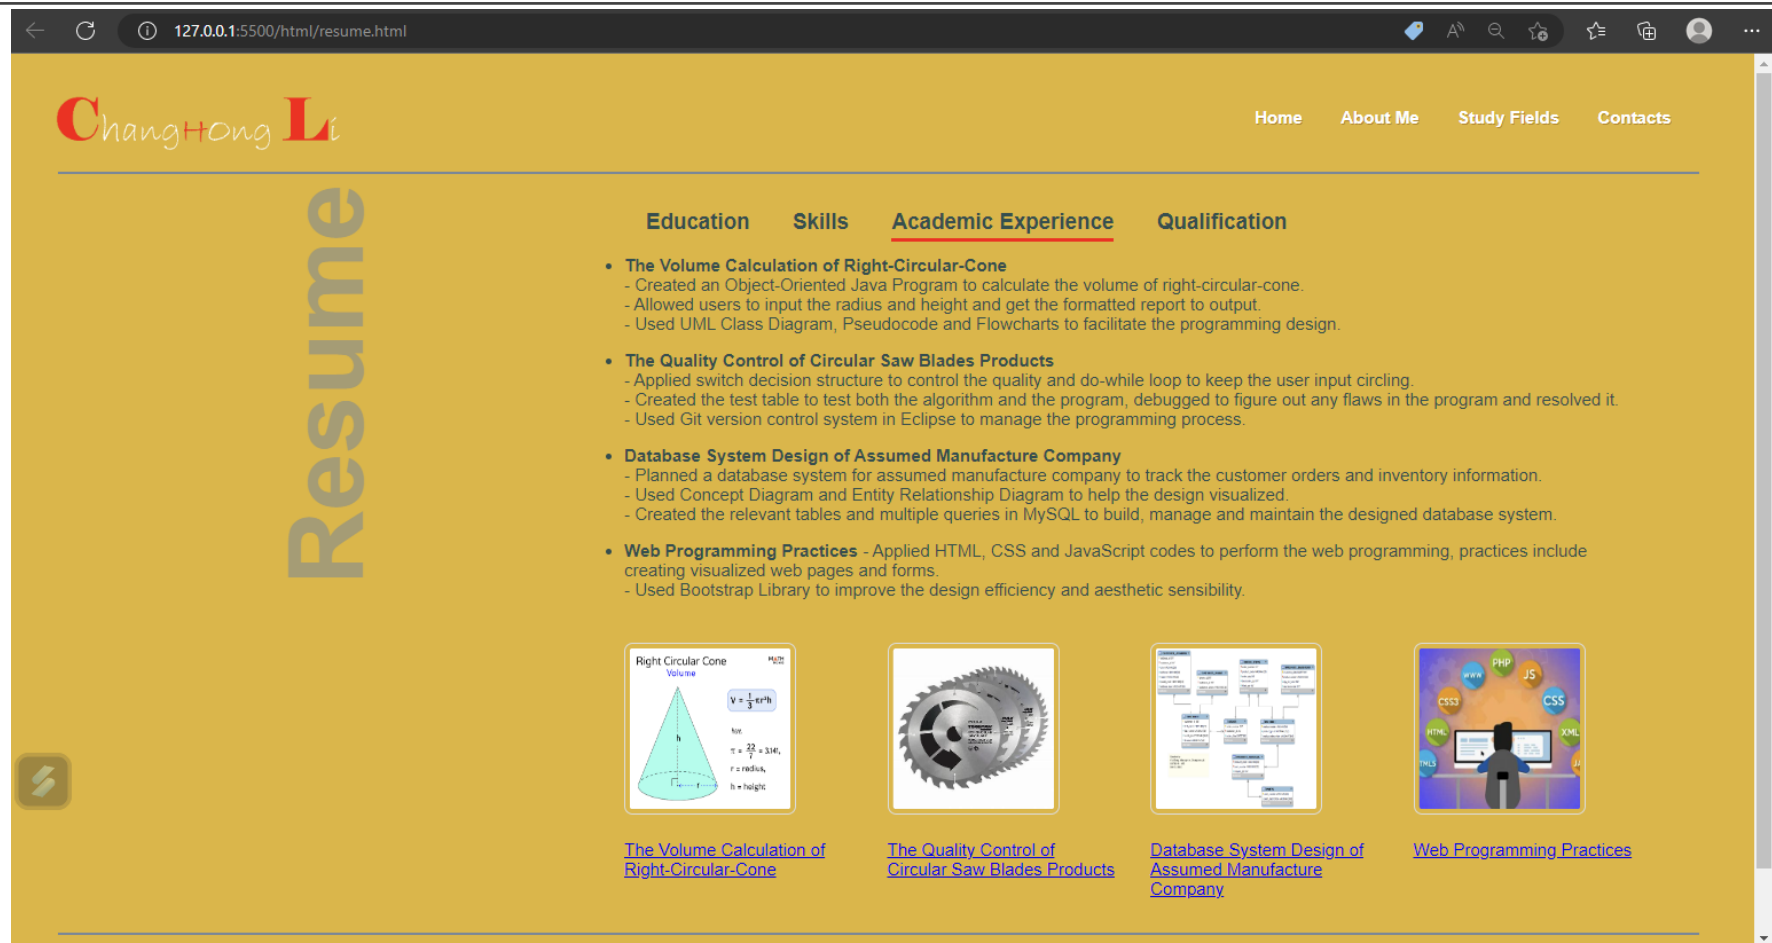 127.0.0.1:5500/html/resume.html
ChangHong Li
Home About Me Study Fields Contacts
Resume
Education Skills Academic Experience Qualification
• The Volume Calculation of Right-Circular-Cone
- Created an Object-Oriented Java Program to calculate the volume of right-circular-cone.
- Allowed users to input the radius and height and get the formatted report to output.
- Used UML Class Diagram, Pseudocode and Flowcharts to facilitate the programming design.
• The Quality Control of Circular Saw Blades Products
- Applied switch decision structure to control the quality and do-while loop to keep the user input circling.
- Created the test table to test both the algorithm and the program, debugged to figure out any flaws in the program and resolved it.
- Used Git version control system in Eclipse to manage the programming process.
• Database System Design of Assumed Manufacture Company
- Planned a database system for assumed manufacture company to track the customer orders and inventory information.
- Used Concept Diagram and Entity Relationship Diagram to help the design visualized.
- Created the relevant tables and multiple queries in MySQL to build, manage and maintain the designed database system.
• Web Programming Practices - Applied HTML, CSS and JavaScript codes to perform the web programming, practices include
creating visualized web pages and forms.
- Used Bootstrap Library to improve the design efficiency and aesthetic sensibility.
Right Circular Cone
MATH
Volume
V = 1/3 πr²h
π = 22/7 = 3.141,
r = radius,
h = height
h
r
PHP
WWW
JS
CSS3
CSS
HTML
XML
The Volume Calculation of
Right-Circular-Cone
The Quality Control of
Circular Saw Blades Products
Database System Design of
Assumed Manufacture
Company
Web Programming Practices